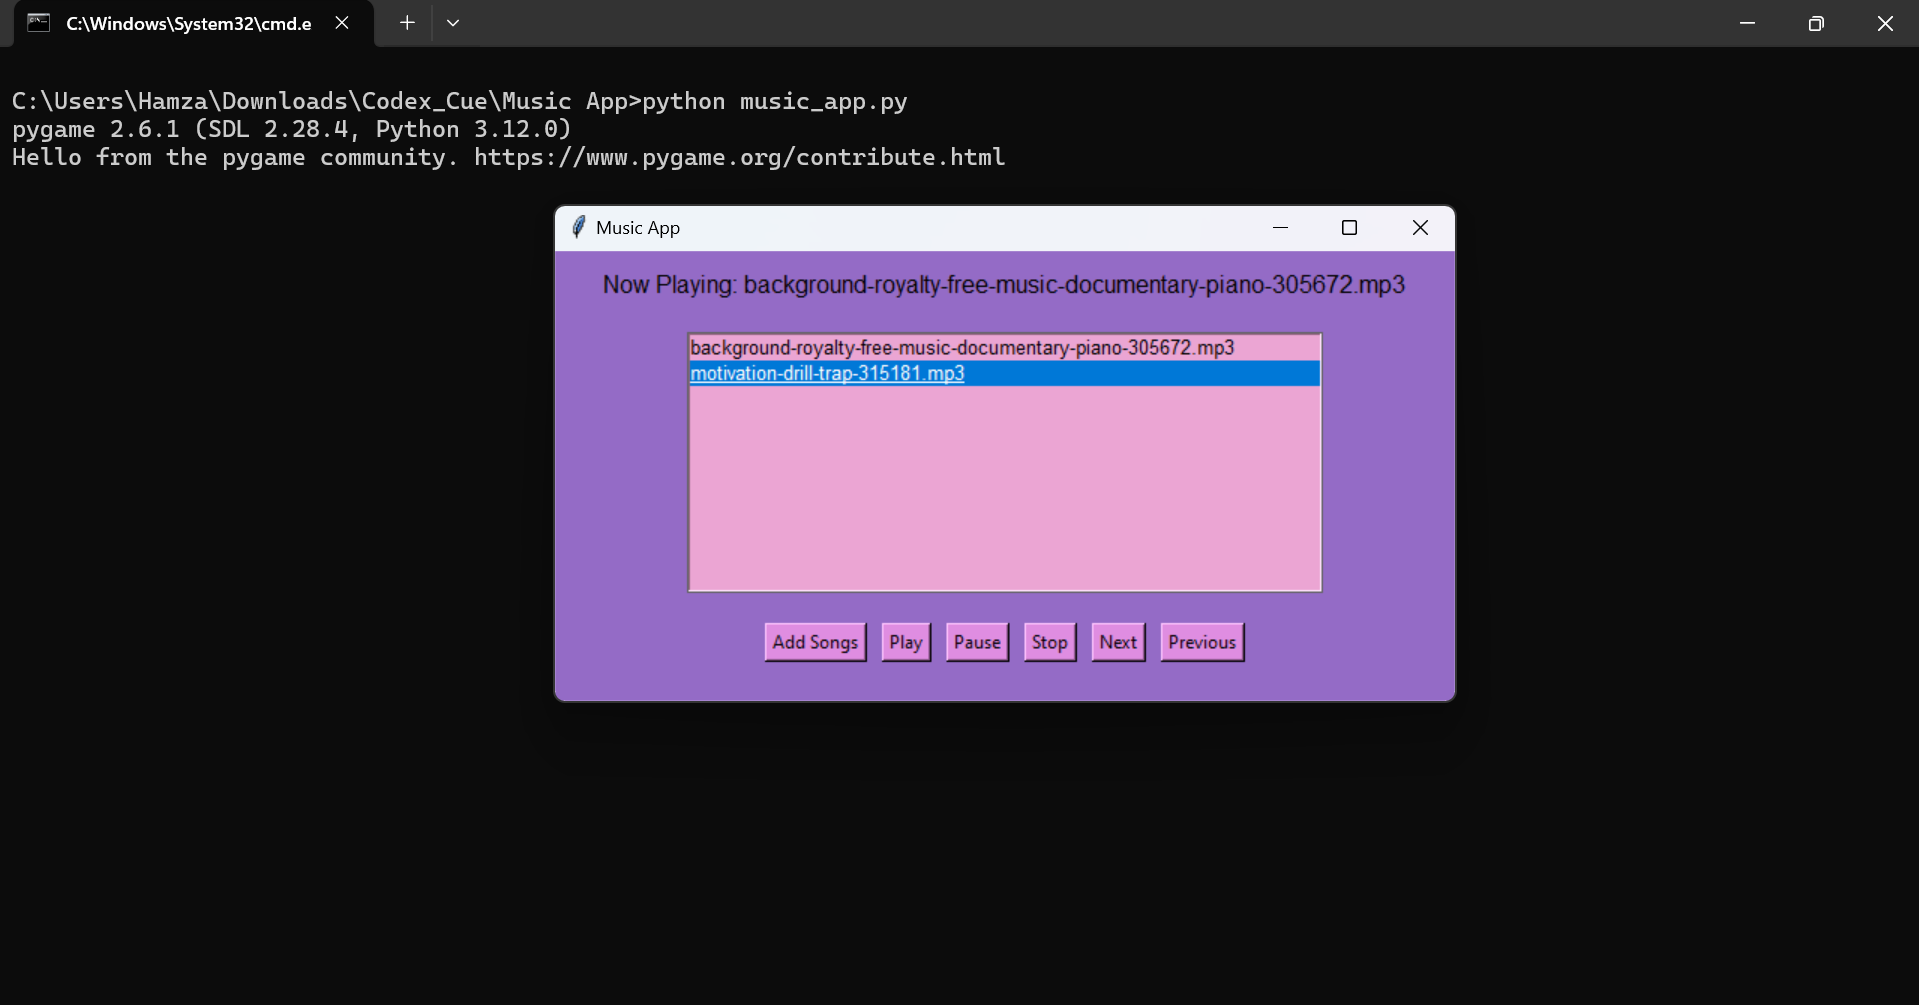 C:\Windows\System32\cmd.e
C:\Users\Hamza\Downloads\Codex_Cue\Music App>python music_app.py
pygame 2.6.1 (SDL 2.28.4, Python 3.12.0)
Hello from the pygame community. https://www.pygame.org/contribute.html
Music App
Now Playing: background-royalty-free-music-documentary-piano-305672.mp3
background-royalty-free-music-documentary-piano-305672.mp3
motivation-drill-trap-315181.mp3
Add Songs Play Pause Stop Next Previous